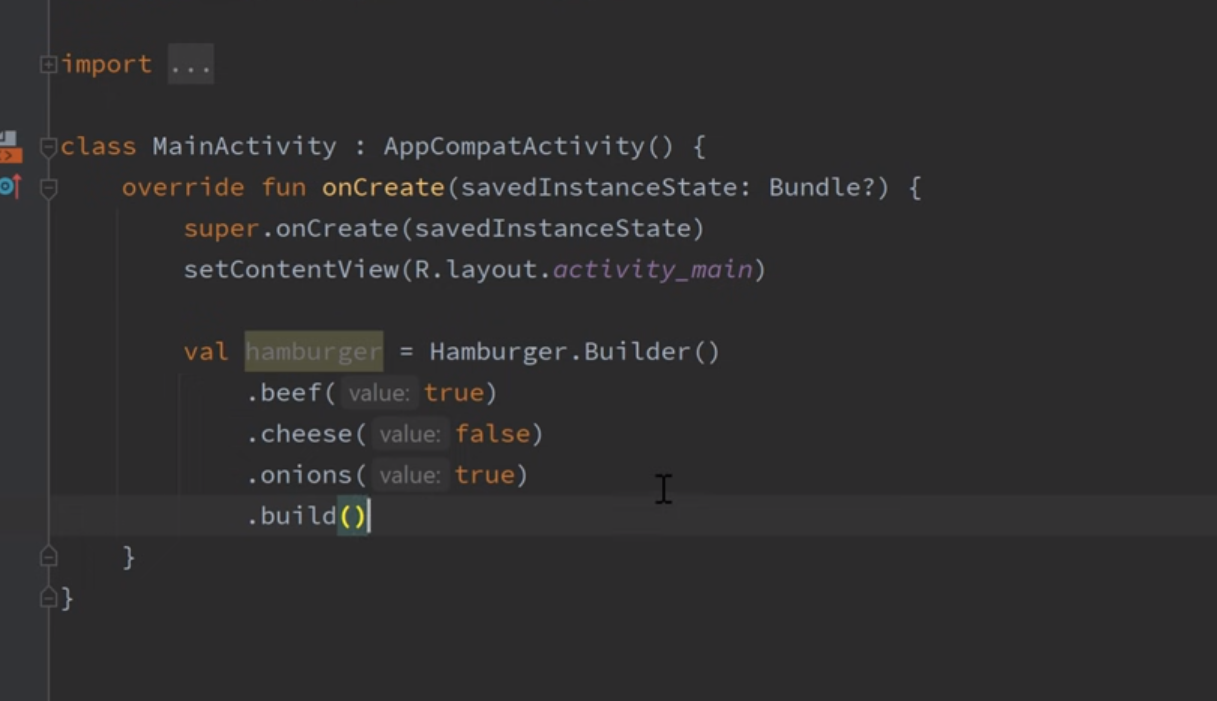 import ...
class MainActivity : AppCompatActivity() {
override fun onCreate(savedInstanceState: Bundle?) {
super.onCreate(savedInstanceState)
setContentView(R.layout.activity_main)
val hamburger = Hamburger.Builder()
.beef( value: true)
.cheese( value: false)
.onions( value: true)
.build()
}
}